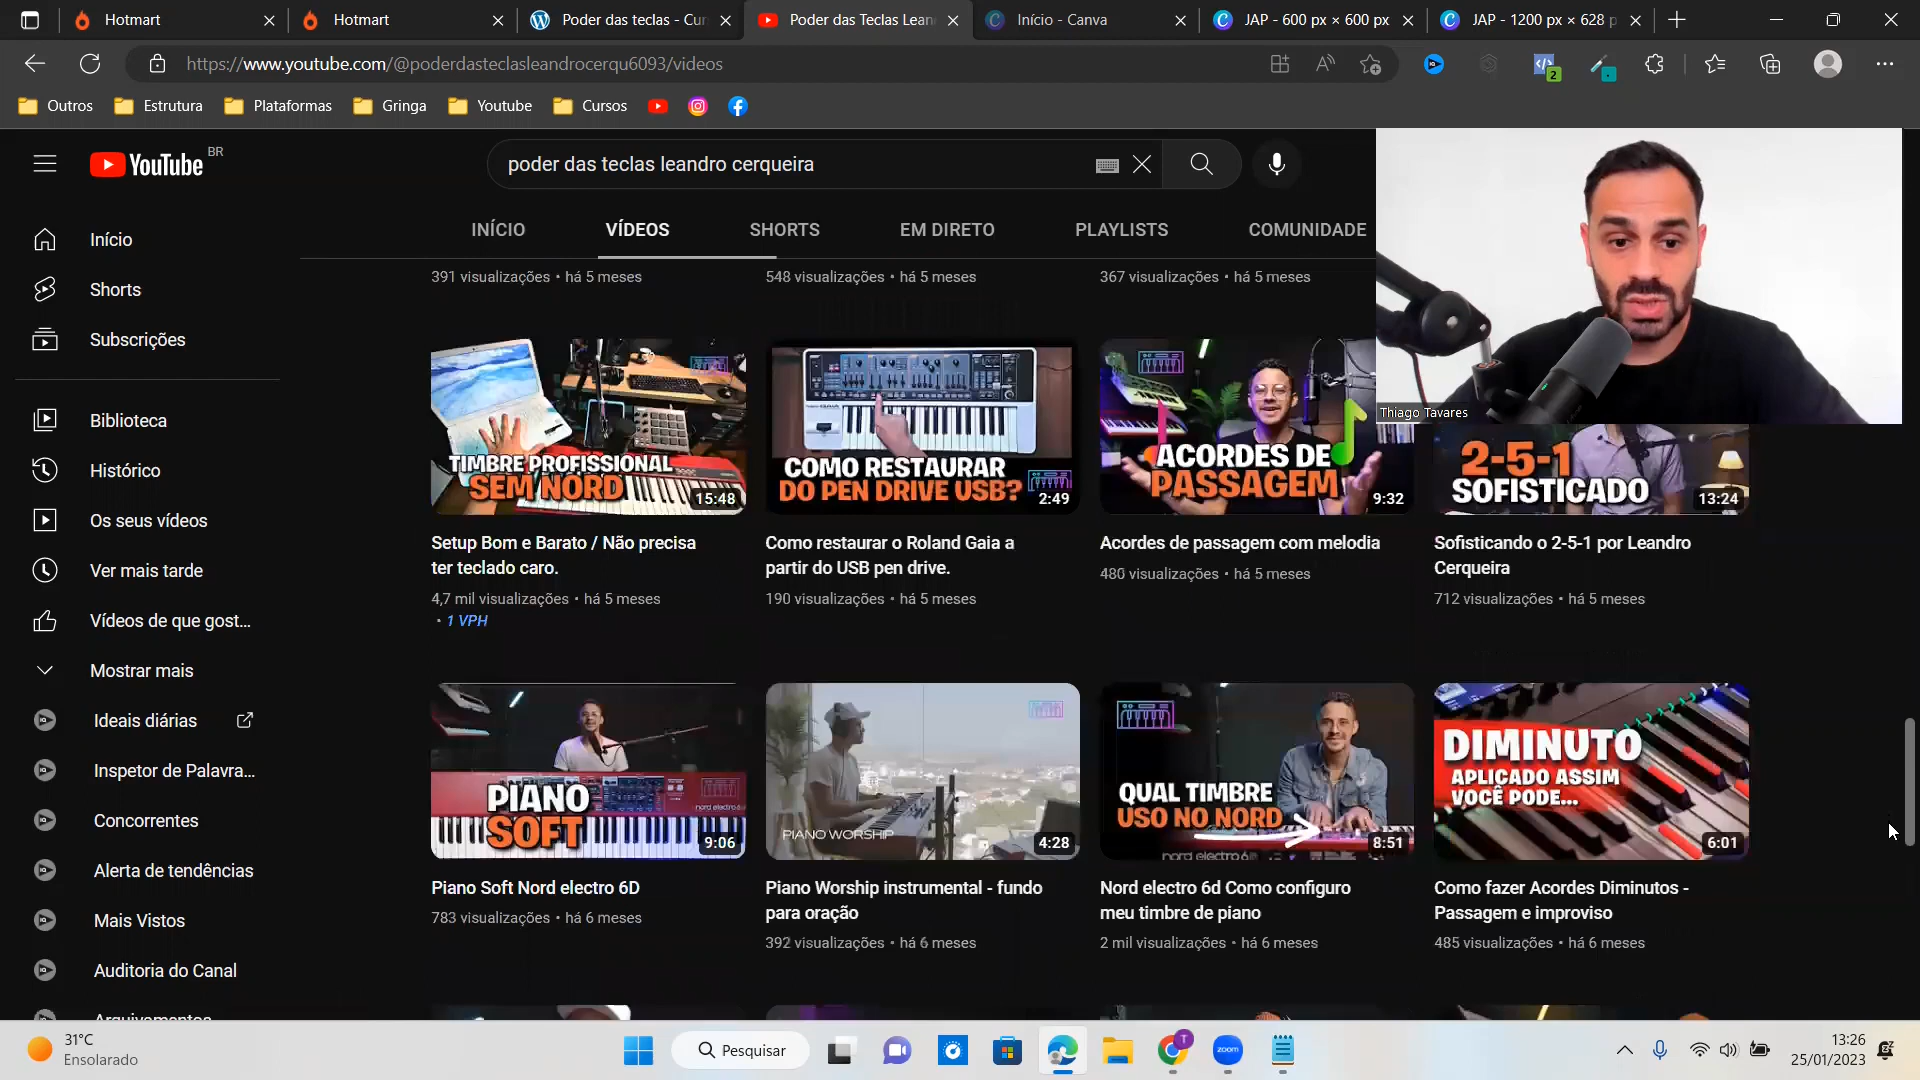 Hotmart
Hotmart
Poder das teclas - Cur
Poder das Teclas Lean
Início - Canva
JAP - 600 px × 600 px
JAP - 1200 px × 628 p
https://www.youtube.com/@poderdasteclasleandrocerqu6093/videos
2
Outros
Estrutura
Plataformas
Gringa
Youtube
Cursos
YouTube BR
poder das teclas leandro cerqueira
INÍCIO
VÍDEOS
SHORTS
EM DIRETO
PLAYLISTS
COMUNIDADE
Início
Shorts
Subscrições
Biblioteca
Histórico
Os seus vídeos
Ver mais tarde
Vídeos de que gost...
Mostrar mais
Ideais diárias
Inspetor de Palavra...
Concorrentes
Alerta de tendências
Mais Vistos
Auditoria do Canal
Arquivamentos
391 visualizações • há 5 meses
548 visualizações • há 5 meses
367 visualizações • há 5 meses
Thiago Tavares
TIMBRE PROFISSIONAL
SEM NORD
15:48
Setup Bom e Barato / Não precisa
ter teclado caro.
4,7 mil visualizações • há 5 meses
• 1 VPH
COMO RESTAURAR
DO PEN DRIVE USB?
2:49
Como restaurar o Roland Gaia a
partir do USB pen drive.
190 visualizações • há 5 meses
ACORDES DE
PASSAGEM
9:32
Acordes de passagem com melodia
480 visualizações • há 5 meses
2-5-1
SOFISTICADO
13:24
Sofisticando o 2-5-1 por Leandro
Cerqueira
712 visualizações • há 5 meses
PIANO
SOFT
nord electro 6
9:06
Piano Soft Nord electro 6D
783 visualizações • há 6 meses
PIANO WORSHIP
4:28
Piano Worship instrumental - fundo
para oração
392 visualizações • há 6 meses
QUAL TIMBRE
USO NO NORD
nord electro 6
8:51
Nord electro 6d Como configuro
meu timbre de piano
2 mil visualizações • há 6 meses
DIMINUTO
APLICADO ASSIM
VOCÊ PODE...
6:01
Como fazer Acordes Diminutos -
Passagem e improviso
485 visualizações • há 6 meses
31°C
Ensolarado
Pesquisar
T
zoom
13:26
25/01/2023